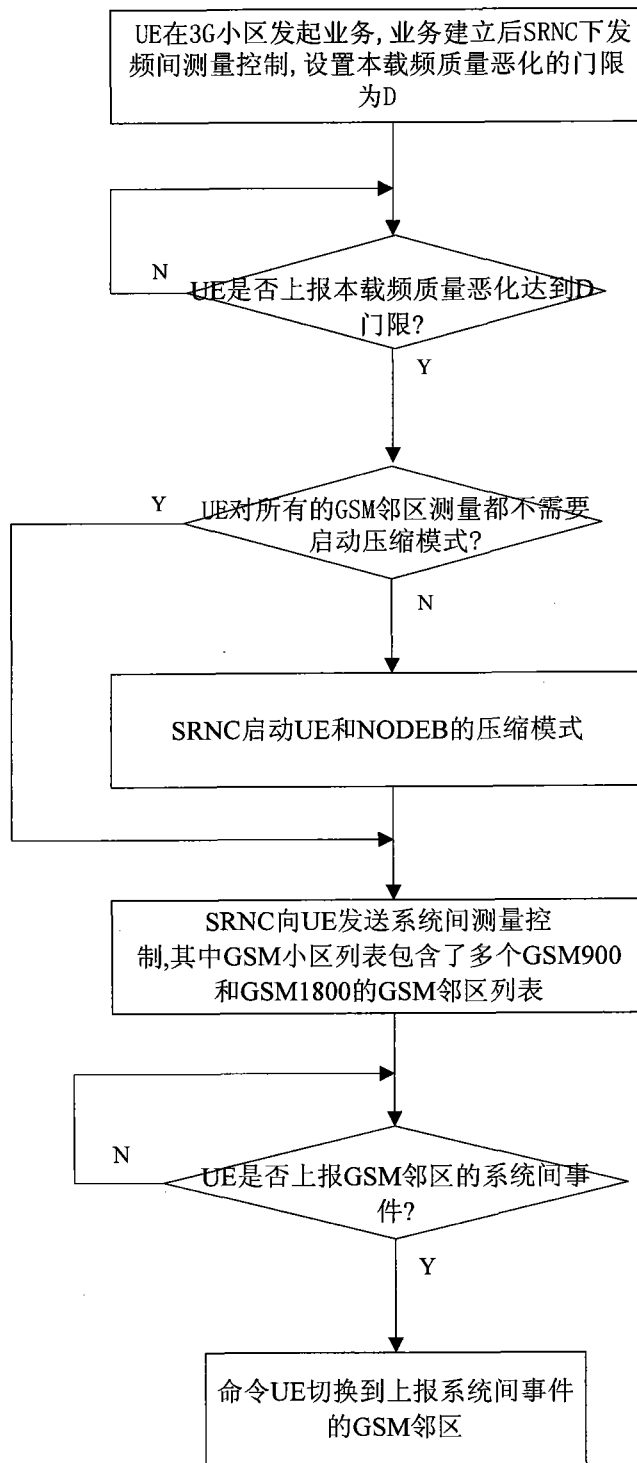 UE在3G小区发起业务,业务建立后SRNC下发
频间测量控制,设置本载频质量恶化的门限
为D
N
UE是否上报本载频质量恶化达到D
门限?
Y
Y
UE对所有的GSM邻区测量都不需要
启动压缩模式?
N
SRNC启动UE和NODEB的压缩模式
SRNC向UE发送系统间测量控
制,其中GSM小区列表包含了多个GSM900
和GSM1800的GSM邻区列表
N
UE是否上报GSM邻区的系统间事
件?
Y
命令UE切换到上报系统间事件
的GSM邻区